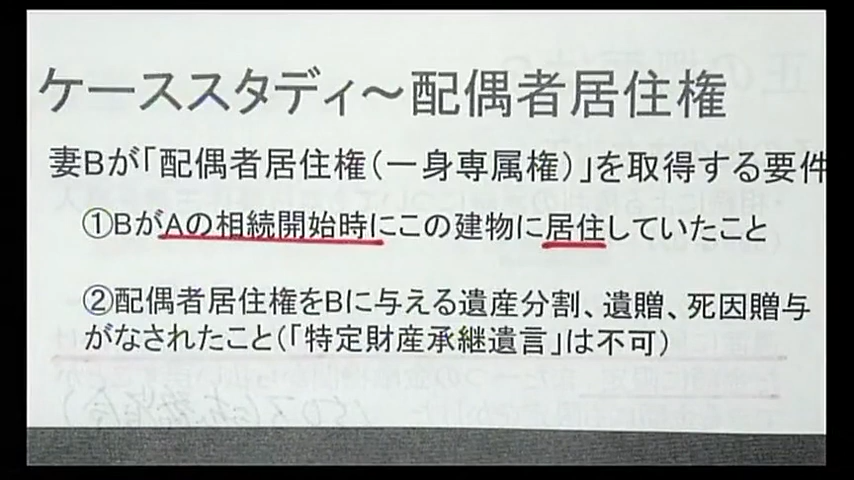 ケーススタディ～配偶者居住権
妻Bが「配偶者居住権（一身専属権）」を取得する要件
①BがAの相続開始時にこの建物に居住していたこと
②配偶者居住権をBに与える遺産分割、遺贈、死因贈与
がなされたこと（「特定財産承継遺言」は不可）